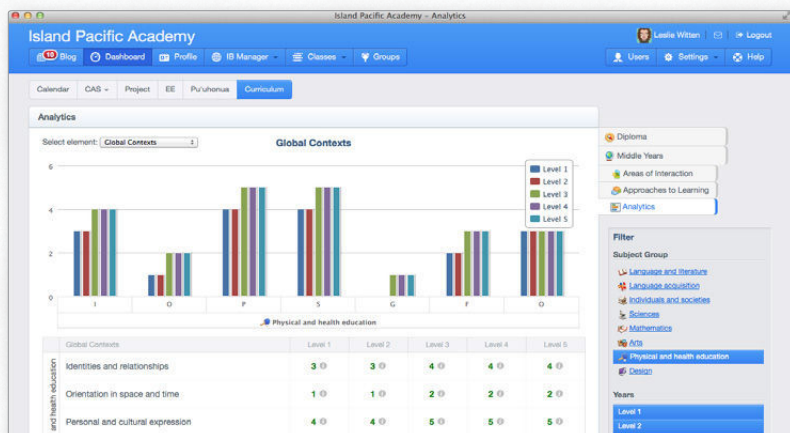 Island Pacific Academy – Analytics
Island Pacific Academy
Leslie Witten
Logout
10 Blog Dashboard Profile IB Manager Classes Groups Users Settings Help
Calendar CAS Project EE Pu'uhonua Curriculum
Analytics
Select element: Global Contexts
Global Contexts
6
4
2
0
Level 1
Level 2
Level 3
Level 4
Level 5
I O P S G F O
Physical and health education
Global Contexts Level 1 Level 2 Level 3 Level 4 Level 5
Identities and relationships 3 3 4 4 4
Orientation in space and time 1 1 2 2 2
Personal and cultural expression 4 4 5 5 5
and health education
Diploma
Middle Years
Areas of Interaction
Approaches to Learning
Analytics
Filter
Subject Group
Language and literature
Language acquisition
Individuals and societies
Sciences
Mathematics
Arts
Physical and health education
Design
Years
Level 1
Level 2